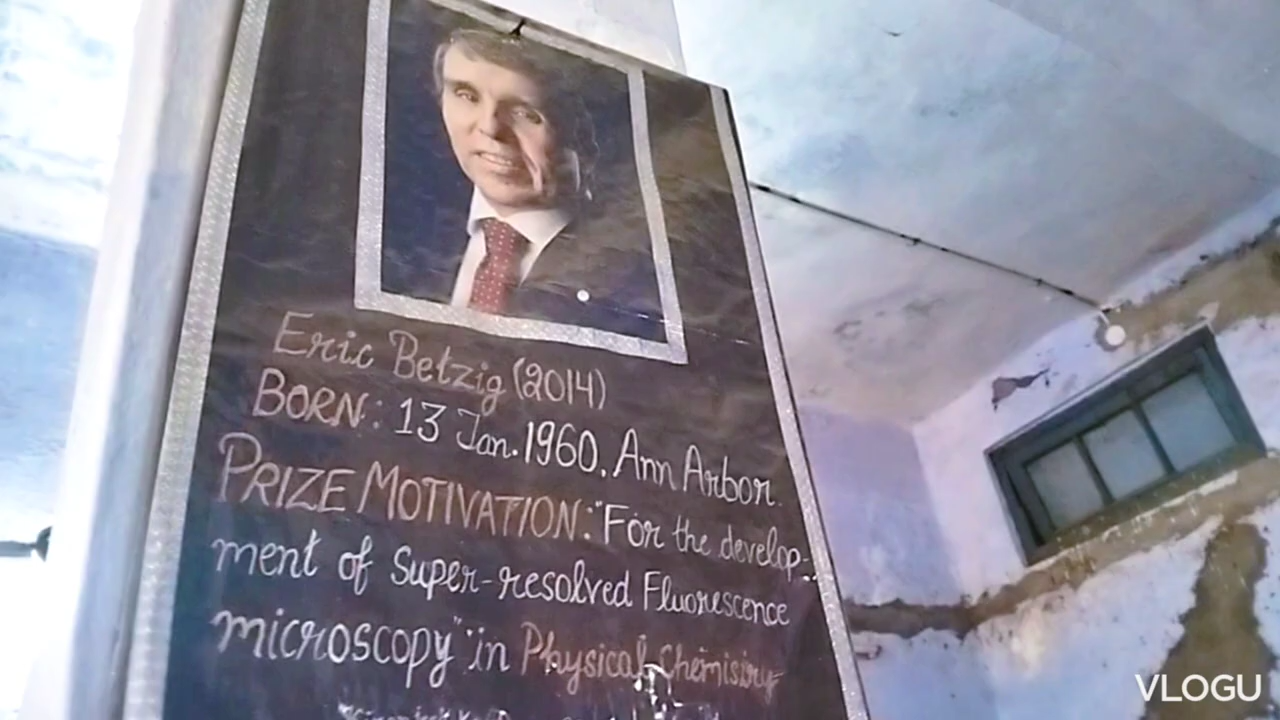 Eric Betzig (2014)
BORN: 13 Jan. 1960. Ann Arbor.
PRIZE MOTIVATION: "For the develop-
ment of Super-resolved Fluorescence
microscopy" in Physical Chemistry
VLOGU